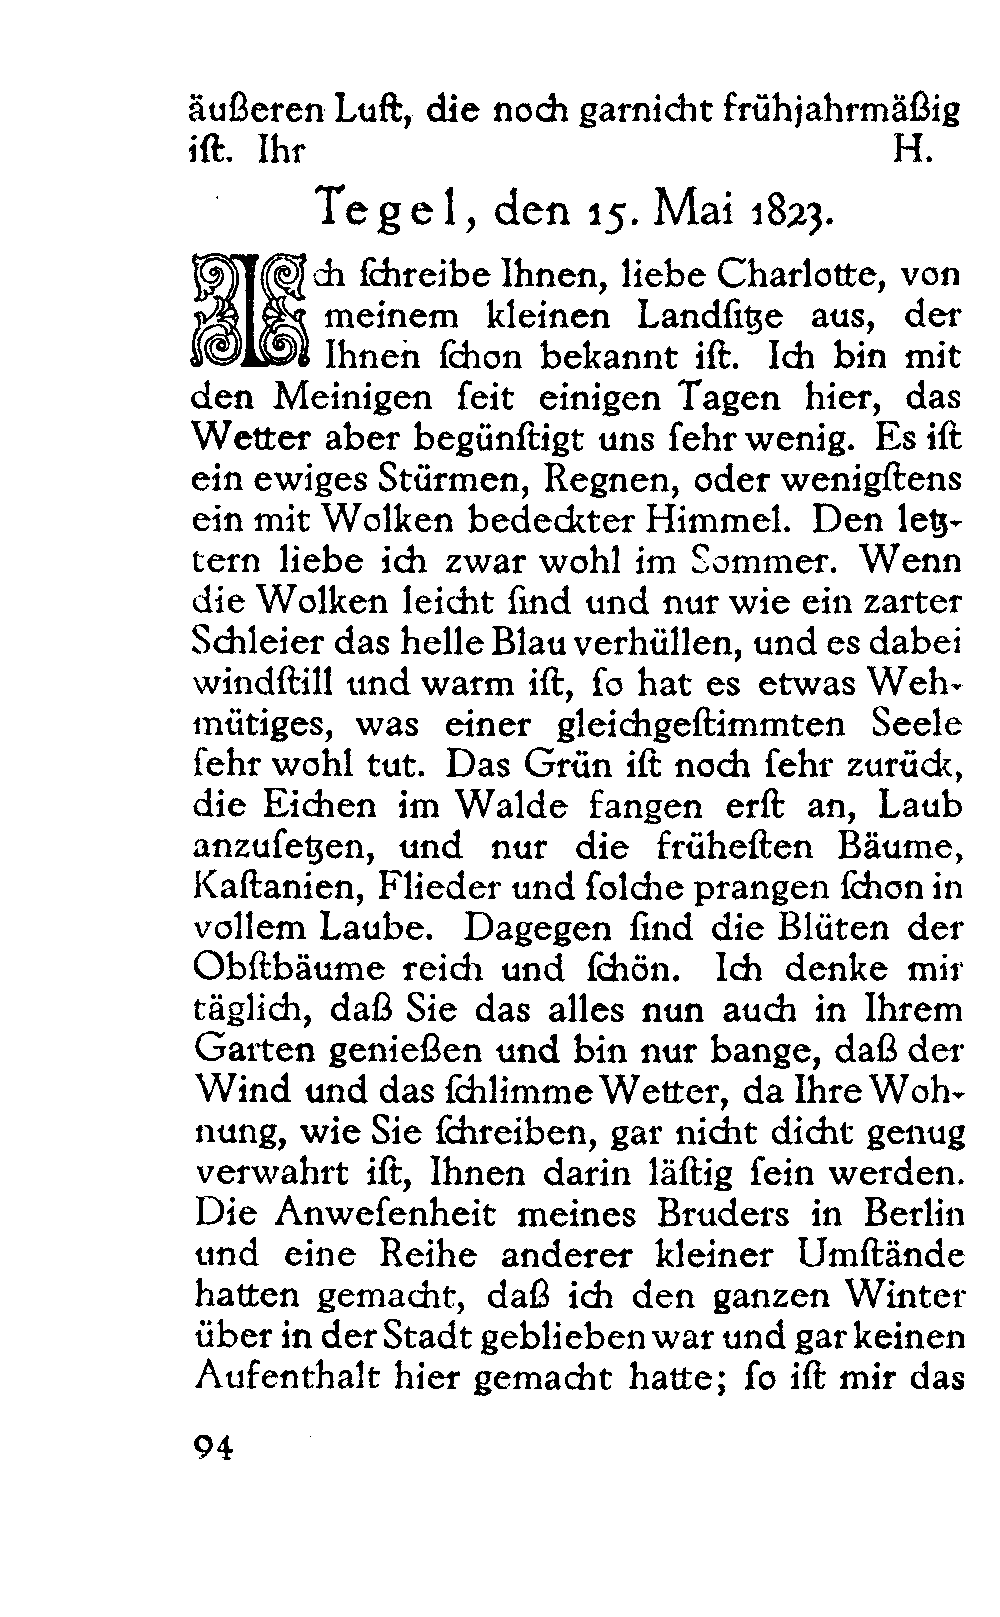 äußeren Luft, die noch garnicht frühjahrmäßig
iſt. Ihr H.
Tegel, den 15. Mai 1823.
Ich ſchreibe Ihnen, liebe Charlotte, von
meinem kleinen Landſitze aus, der
Ihnen ſchon bekannt iſt. Ich bin mit
den Meinigen ſeit einigen Tagen hier, das
Wetter aber begünſtigt uns ſehr wenig. Es iſt
ein ewiges Stürmen, Regnen, oder wenigſtens
ein mit Wolken bedeckter Himmel. Den letz-
tern liebe ich zwar wohl im Sommer. Wenn
die Wolken leicht ſind und nur wie ein zarter
Schleier das helle Blau verhüllen, und es dabei
windſtill und warm iſt, ſo hat es etwas Weh-
mütiges, was einer gleichgeſtimmten Seele
ſehr wohl tut. Das Grün iſt noch ſehr zurück,
die Eichen im Walde fangen erſt an, Laub
anzuſetzen, und nur die früheſten Bäume,
Kaſtanien, Flieder und ſolche prangen ſchon in
vollem Laube. Dagegen ſind die Blüten der
Obſtbäume reich und ſchön. Ich denke mir
täglich, daß Sie das alles nun auch in Ihrem
Garten genießen und bin nur bange, daß der
Wind und das ſchlimme Wetter, da Ihre Woh-
nung, wie Sie ſchreiben, gar nicht dicht genug
verwahrt iſt, Ihnen darin läſtig ſein werden.
Die Anweſenheit meines Bruders in Berlin
und eine Reihe anderer kleiner Umſtände
hatten gemacht, daß ich den ganzen Winter
über in der Stadt geblieben war und gar keinen
Aufenthalt hier gemacht hatte; ſo iſt mir das
94